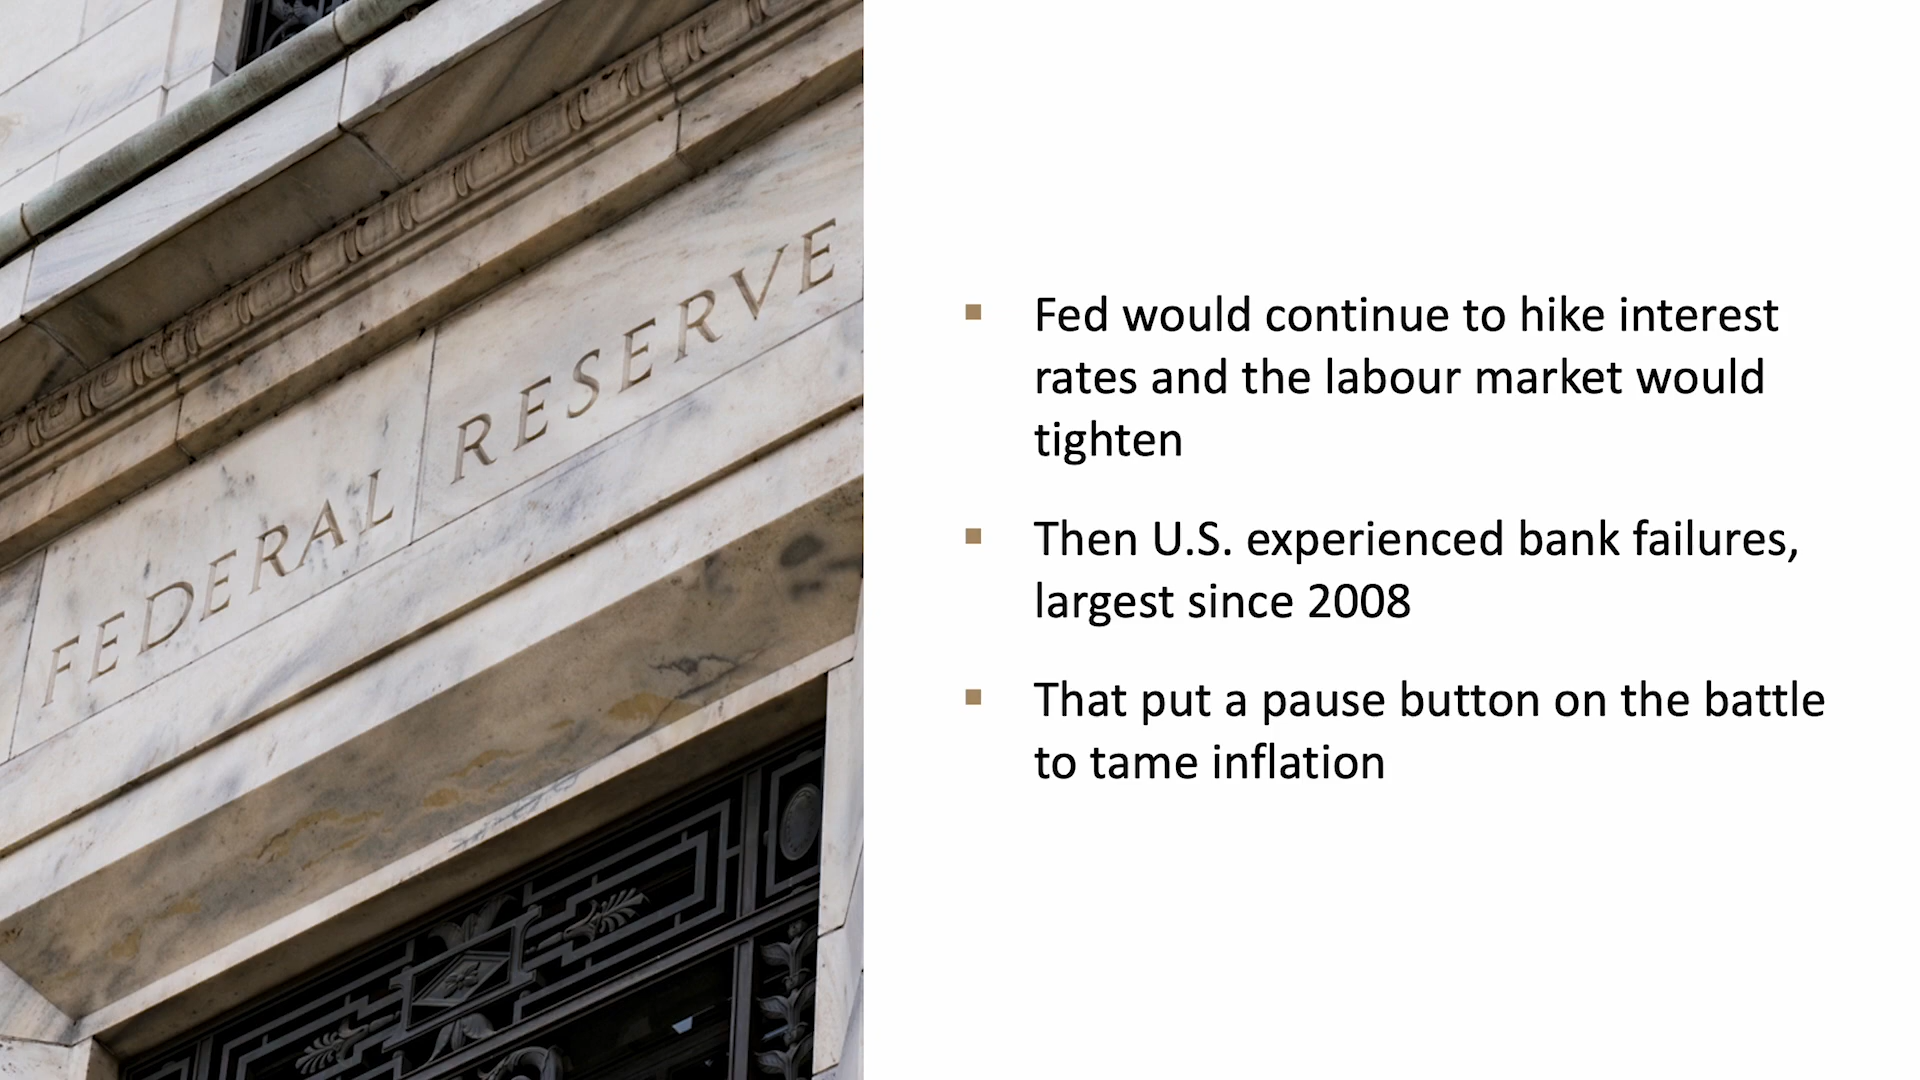 FEDERAL RESERVE
Fed would continue to hike interest
rates and the labour market would
tighten
Then U.S. experienced bank failures,
largest since 2008
That put a pause button on the battle
to tame inflation